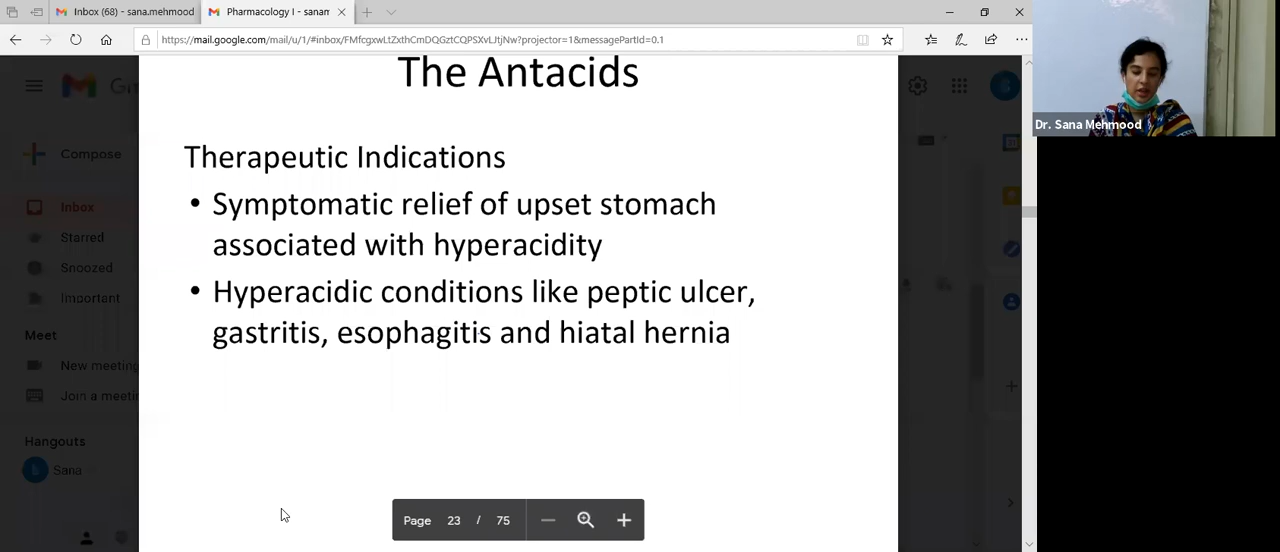 Inbox (68) - sana.mehmood
Pharmacology I - sanam
https://mail.google.com/mail/u/1/#inbox/FMfcgxwLtZxthCmDQGztCQPSXvLJtjNw?projector=1&messagePartId=0.1
Compose
Inbox
Starred
Snoozed
Important
Meet
New meeting
Join a meeti
Hangouts
Sana
The Antacids
Therapeutic Indications
• Symptomatic relief of upset stomach
associated with hyperacidity
• Hyperacidic conditions like peptic ulcer,
gastritis, esophagitis and hiatal hernia
Page 23 / 75
Dr. Sana Mehmood